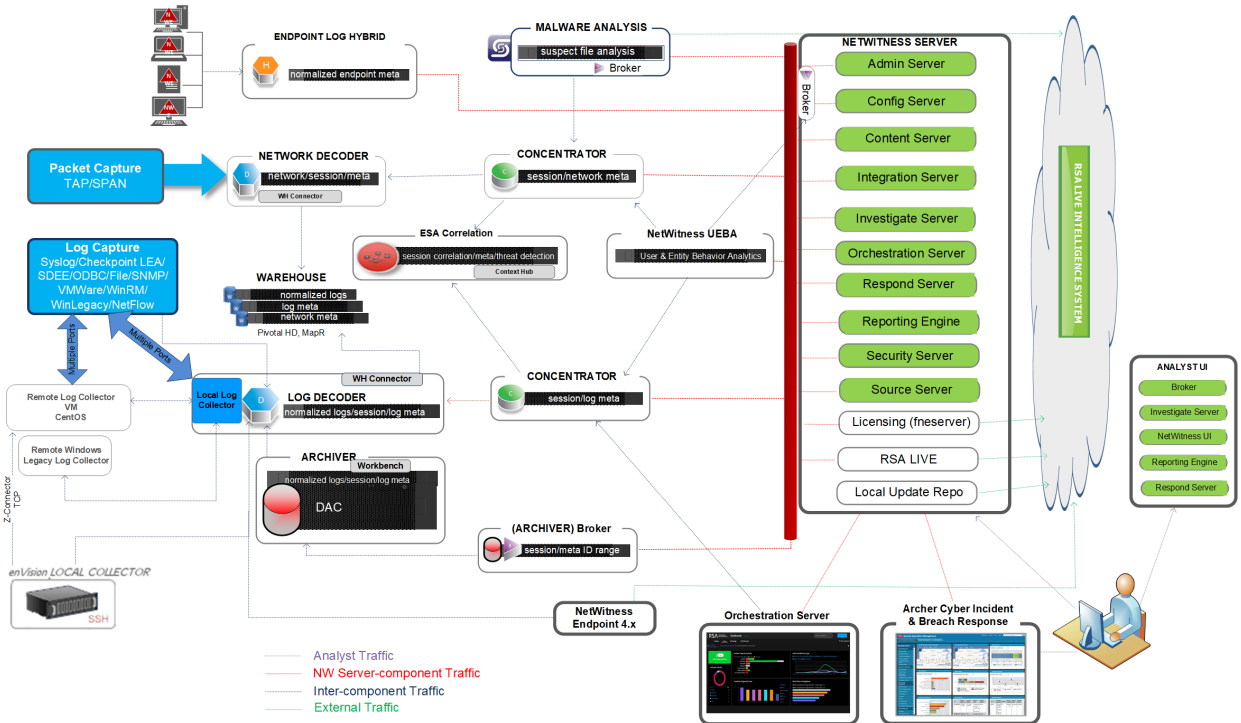 ENDPOINT LOG HYBRID
H
normalized endpoint meta
NW
MALWARE ANALYSIS
suspect file analysis
Broker
NETWITNESS SERVER
Broker
Admin Server
Config Server
Content Server
Integration Server
Investigate Server
Orchestration Server
Respond Server
Reporting Engine
Security Server
Source Server
Licensing (fneserver)
RSA LIVE
Local Update Repo
RSA LIVE INTELLIGENCE SYSTEM
Packet Capture
TAP/SPAN
NETWORK DECODER
D
network/session/meta
WH Connector
CONCENTRATOR
C
session/network meta
Log Capture
Syslog/Checkpoint LEA/
SDEE/ODBC/File/SNMP/
VMWare/WinRM/
WinLegacy/NetFlow
ESA Correlation
session correlation/meta/threat detection
Context Hub
NetWitness UEBA
User & Entity Behavior Analytics
WAREHOUSE
normalized logs
log meta
network meta
Pivotal HD, MapR
Multiple Ports
Multiple Ports
Remote Log Collector
VM
CentOS
Remote Windows
Legacy Log Collector
Z-Connector
TCP
WH Connector
Local Log
Collector
D
LOG DECODER
normalized logs/session/log meta
CONCENTRATOR
C
session/log meta
ARCHIVER
Workbench
normalized logs/session/log meta
DAC
(ARCHIVER) Broker
session/meta ID range
ANALYST UI
Broker
Investigate Server
NetWitness UI
Reporting Engine
Respond Server
enVision LOCAL COLLECTOR
SSH
NetWitness
Endpoint 4.x
Orchestration Server
RSA
Archer Cyber Incident
& Breach Response
Analyst Traffic
NW Server-component Traffic
Inter-component Traffic
External Traffic